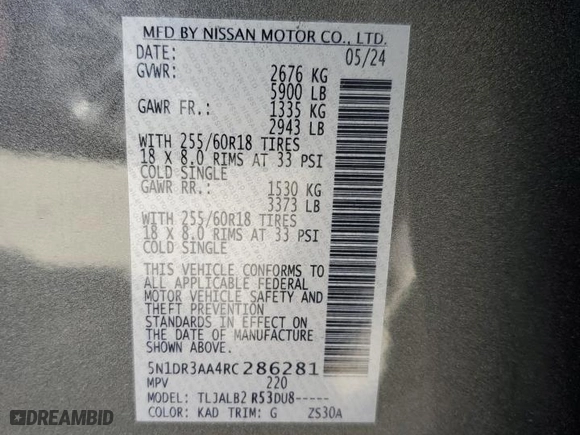 MFD BY NISSAN MOTOR CO., LTD.
DATE: 05/24
GVWR: 2676 KG
5900 LB
GAWR FR.: 1335 KG
2943 LB
WITH 255/60R18 TIRES
18 X 8.0 RIMS AT 33 PSI
COLD SINGLE
GAWR RR.: 1530 KG
3373 LB
WITH 255/60R18 TIRES
18 X 8.0 RIMS AT 33 PSI
COLD SINGLE
THIS VEHICLE CONFORMS TO
ALL APPLICABLE FEDERAL
MOTOR VEHICLE SAFETY AND
THEFT PREVENTION
STANDARDS IN EFFECT ON
THE DATE OF MANUFACTURE
SHOWN ABOVE.
5N1DR3AA4RC286281
MPV 220
MODEL: TLJALB2 R53DU8-----
COLOR: KAD TRIM: G ZS30A
DREAMBID